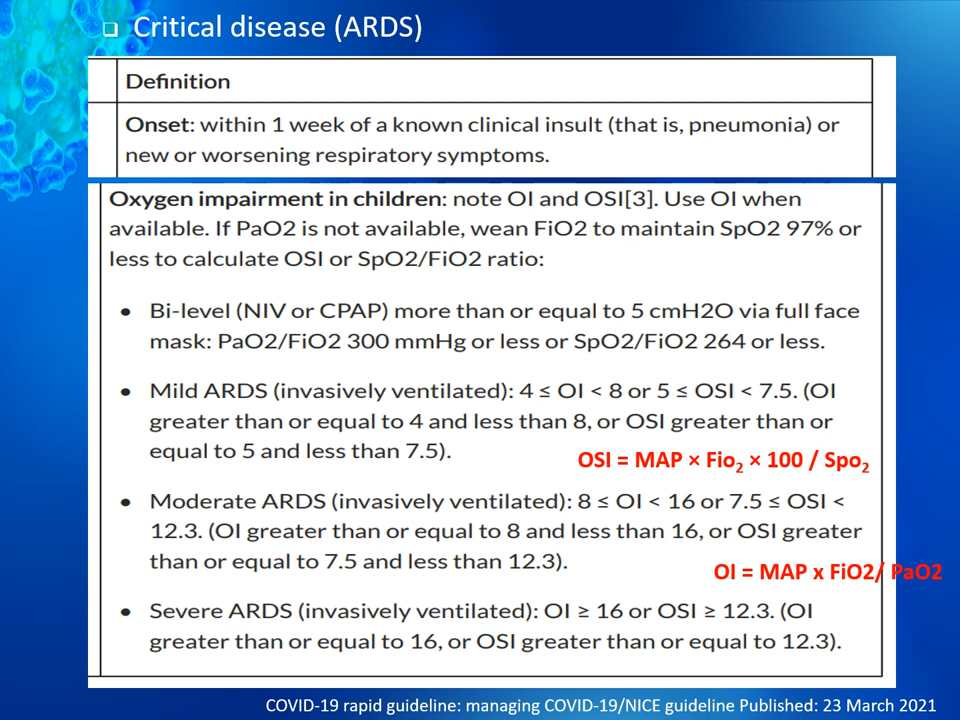 Critical disease (ARDS)
Definition
Onset: within 1 week of a known clinical insult (that is, pneumonia) or
new or worsening respiratory symptoms.
Oxygen impairment in children: note OI and OSI[3]. Use OI when
available. If PaO2 is not available, wean FiO2 to maintain SpO2 97% or
less to calculate OSI or SpO2/FiO2 ratio:
• Bi-level (NIV or CPAP) more than or equal to 5 cmH2O via full face
mask: PaO2/FiO2 300 mmHg or less or SpO2/FiO2 264 or less.
• Mild ARDS (invasively ventilated): 4 ≤ OI < 8 or 5 ≤ OSI < 7.5. (OI
greater than or equal to 4 and less than 8, or OSI greater than or
equal to 5 and less than 7.5).
OSI = MAP × Fio₂ × 100 / Spo₂
• Moderate ARDS (invasively ventilated): 8 ≤ OI < 16 or 7.5 ≤ OSI <
12.3. (OI greater than or equal to 8 and less than 16, or OSI greater
than or equal to 7.5 and less than 12.3).
OI = MAP x FiO2/ PaO2
• Severe ARDS (invasively ventilated): OI ≥ 16 or OSI ≥ 12.3. (OI
greater than or equal to 16, or OSI greater than or equal to 12.3).
COVID-19 rapid guideline: managing COVID-19/NICE guideline Published: 23 March 2021